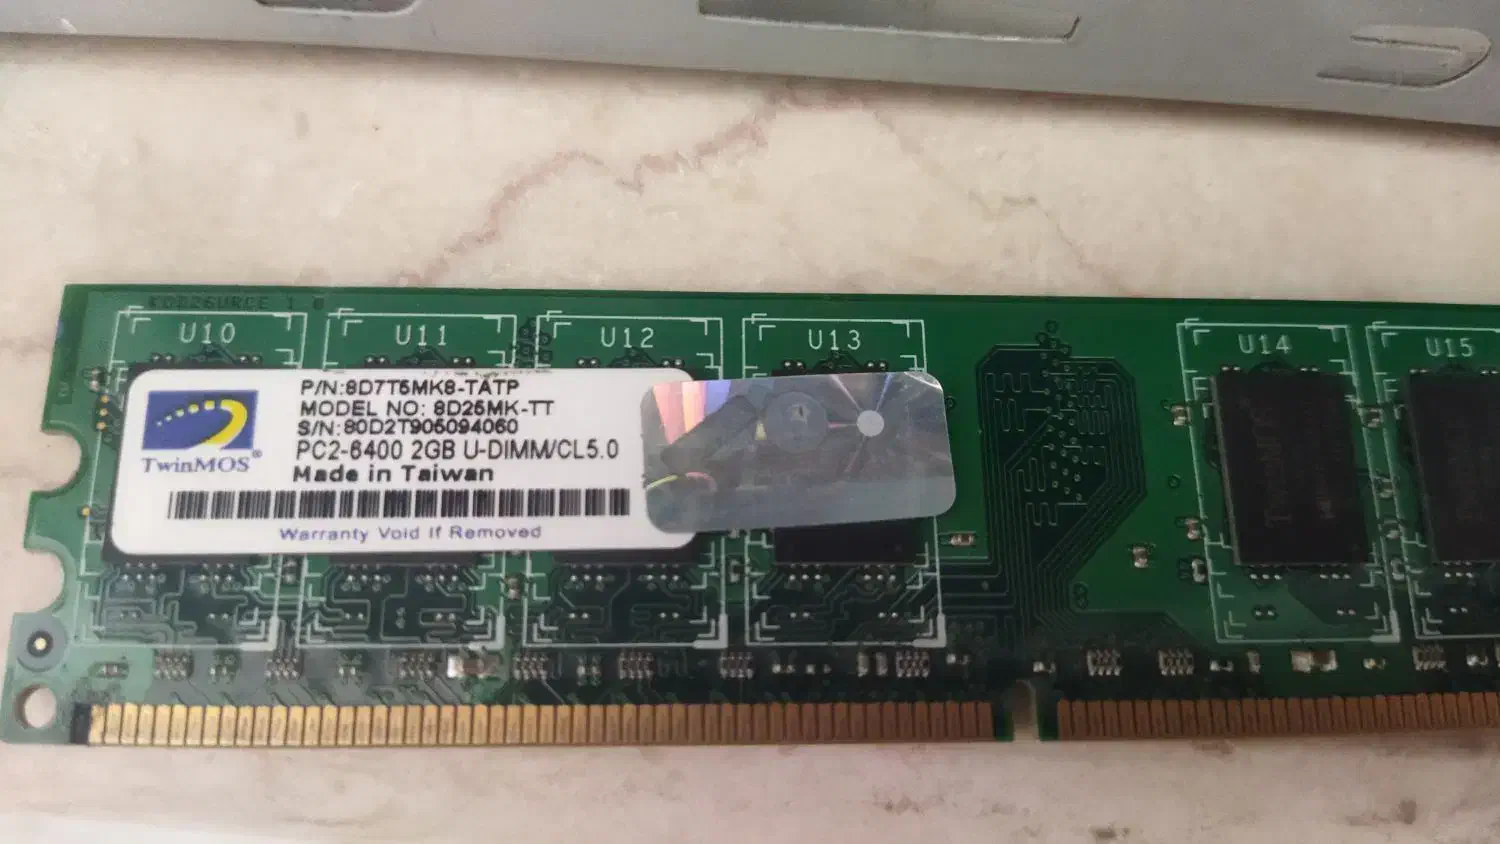 U10
U11
U12
U13
U14
U15
P/N:8D7T5MK8-TATP
MODEL NO: 8D25MK-TT
S/N:80D2T905094060
PC2-6400 2GB U-DIMM/CL5.0
Made in Taiwan
TwinMOS®
Warranty Void If Removed